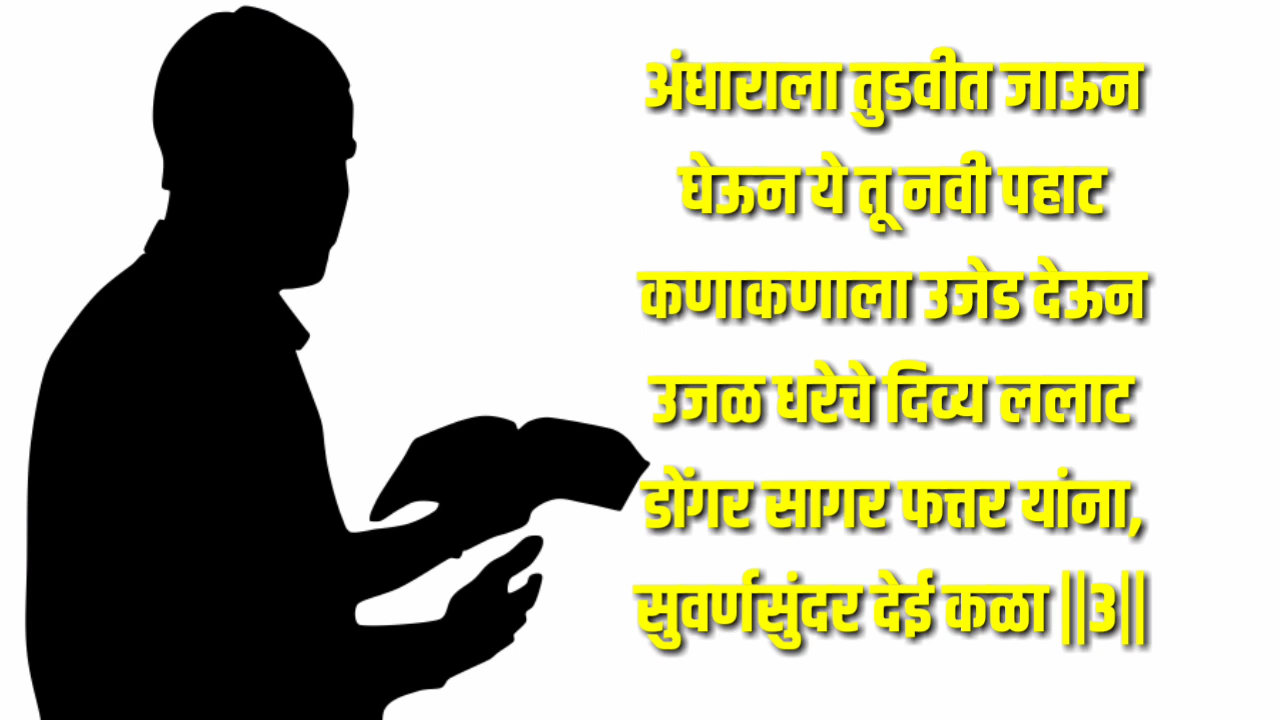 अंधाराला तुडवीत जाऊन
घेऊन ये तू नवी पहाट
कणाकणाला उजेड देऊन
उजळ धरेचे दिव्य ललाट
डोंगर सागर फत्तर यांना,
सुवर्णसुंदर देई कळा ||३||